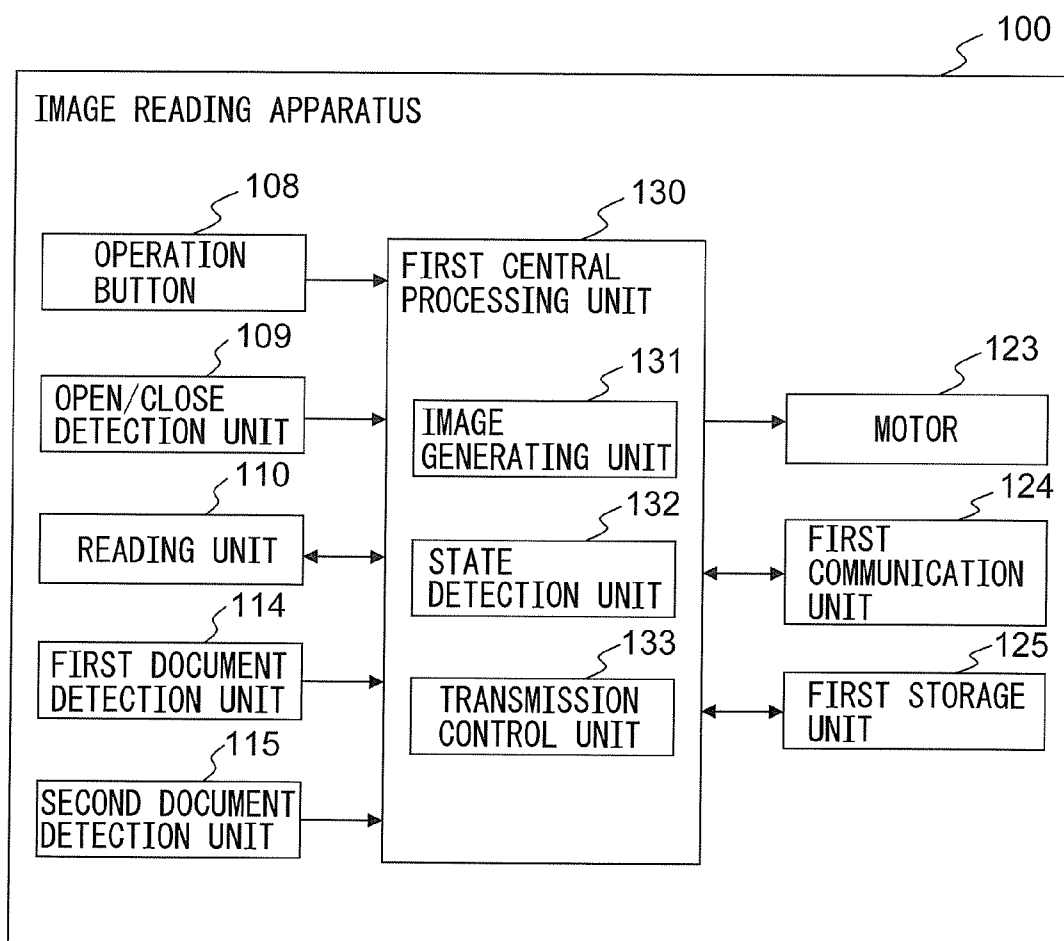 100
IMAGE READING APPARATUS
108
OPERATION
BUTTON
109
OPEN/CLOSE
DETECTION UNIT
110
READING UNIT
114
FIRST DOCUMENT
DETECTION UNIT
115
SECOND DOCUMENT
DETECTION UNIT
130
FIRST CENTRAL
PROCESSING UNIT
131
IMAGE
GENERATING UNIT
132
STATE
DETECTION UNIT
133
TRANSMISSION
CONTROL UNIT
123
MOTOR
124
FIRST
COMMUNICATION
UNIT
125
FIRST STORAGE
UNIT